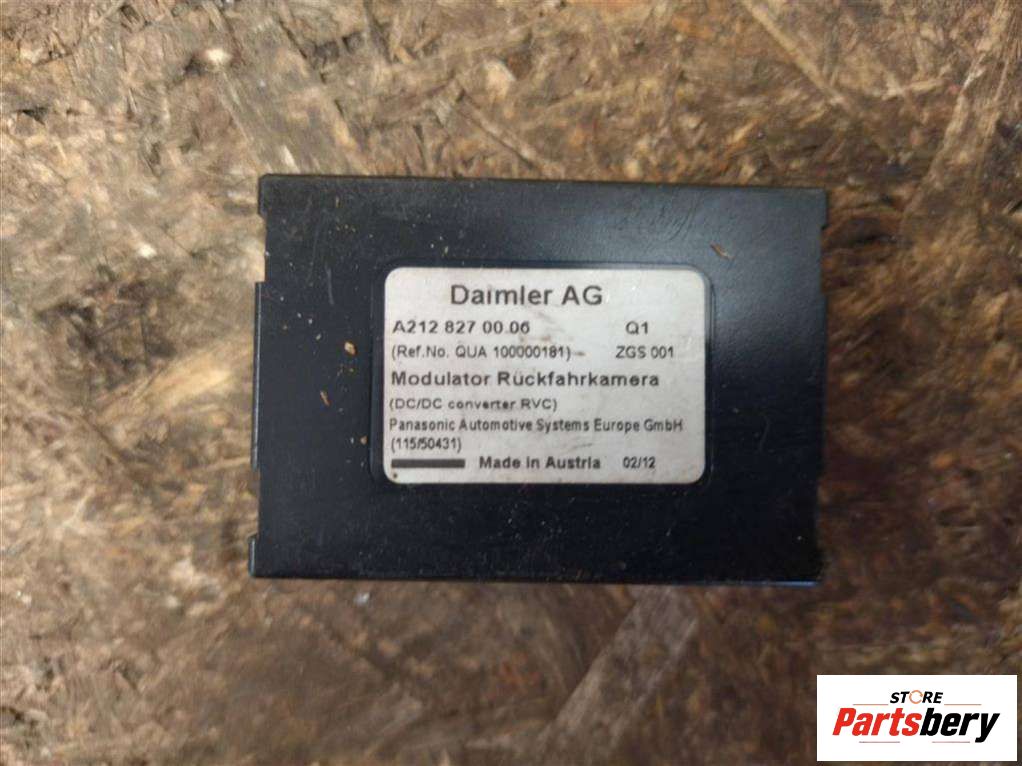 Daimler AG
A212 827 00.06 Q1
(Ref.No. QUA 100000181) ZGS 001
Modulator Rückfahrkamera
(DC/DC converter RVC)
Panasonic Automotive Systems Europe GmbH
(115/50431)
Made in Austria 02/12
STORE
Partsbery